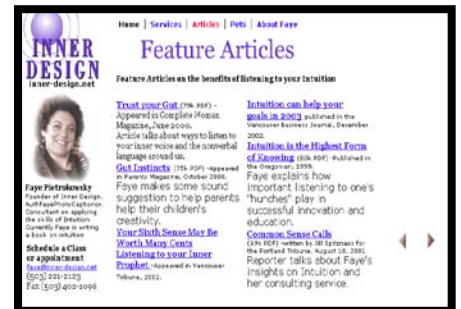 Home | Services | Articles | Pets | About Faye
INNER
DESIGN
inner-design.net
Feature Articles
Feature Articles on the benefits of listening to your Intuition
Trust your Gut (79k PDF) -
Appeared in Complete Woman
Magazine, June 2000.
Article talks about ways to listen to
your inner voice and the nonverbal
language around us.
Gut Instincts (35k PDF) -Appeared
in Parents Magazine, October 2000.
Faye makes some sound
suggestion to help parents
help their children's
creativity.
Your Sixth Sense May Be
Worth Many Cents
Listening to your Inner
Prophet -Appeared in Vancouver
Tribune, 2002.
Intuition can help your
goals in 2003 published in the
Vancouver Business Journal, December
2002.
Intuition is the Highest Form
of Knowing (60k PDF) -Published in
the Oregonian, 1999.
Faye explains how
important listening to one's
"hunches" play in
successful innovation and
education.
Common Sense Calls
written by Jill Spitznass for
the Portland Tribune, August 10, 2001
Reporter talks about Faye's
insights on Intuition and
her consulting service.
Faye Pietrokowsky
Founder of Inner Design,
Consultant on applying
the skills of Intuition.
Currently Faye is writing
a book on intuition
Schedule a Class
or appointment
faye@inner-design.net
(503) 221-2123
Fax (503) 402-1096